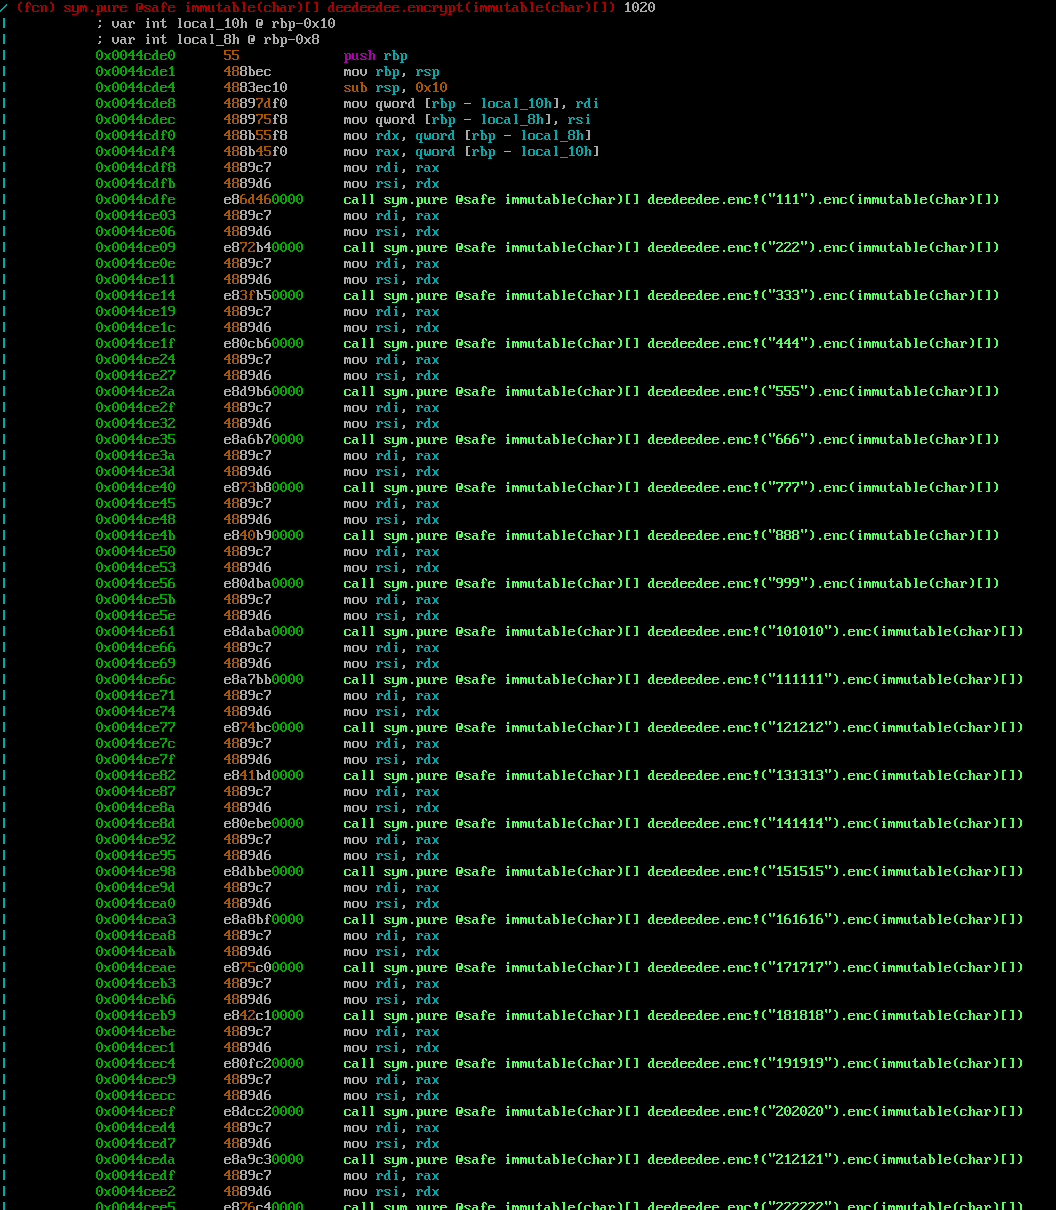 / (fcn) sym.pure @safe immutable(char)[] deedeedee.encrypt(immutable(char)[]) 1020
|           ; var int local_10h @ rbp-0x10
|           ; var int local_8h @ rbp-0x8
|           0x0044cde0      55             push rbp
|           0x0044cde1      488bec         mov rbp, rsp
|           0x0044cde4      4883ec10       sub rsp, 0x10
|           0x0044cde8      48897df0       mov qword [rbp - local_10h], rdi
|           0x0044cdec      488975f8       mov qword [rbp - local_8h], rsi
|           0x0044cdf0      488b55f8       mov rdx, qword [rbp - local_8h]
|           0x0044cdf4      488b45f0       mov rax, qword [rbp - local_10h]
|           0x0044cdf8      4889c7         mov rdi, rax
|           0x0044cdfb      4889d6         mov rsi, rdx
|           0x0044cdfe      e86d460000     call sym.pure @safe immutable(char)[] deedeedee.enc!("111").enc(immutable(char)[])
|           0x0044ce03      4889c7         mov rdi, rax
|           0x0044ce06      4889d6         mov rsi, rdx
|           0x0044ce09      e872b40000     call sym.pure @safe immutable(char)[] deedeedee.enc!("222").enc(immutable(char)[])
|           0x0044ce0e      4889c7         mov rdi, rax
|           0x0044ce11      4889d6         mov rsi, rdx
|           0x0044ce14      e83fb50000     call sym.pure @safe immutable(char)[] deedeedee.enc!("333").enc(immutable(char)[])
|           0x0044ce19      4889c7         mov rdi, rax
|           0x0044ce1c      4889d6         mov rsi, rdx
|           0x0044ce1f      e80cb60000     call sym.pure @safe immutable(char)[] deedeedee.enc!("444").enc(immutable(char)[])
|           0x0044ce24      4889c7         mov rdi, rax
|           0x0044ce27      4889d6         mov rsi, rdx
|           0x0044ce2a      e8d9b60000     call sym.pure @safe immutable(char)[] deedeedee.enc!("555").enc(immutable(char)[])
|           0x0044ce2f      4889c7         mov rdi, rax
|           0x0044ce32      4889d6         mov rsi, rdx
|           0x0044ce35      e8a6b70000     call sym.pure @safe immutable(char)[] deedeedee.enc!("666").enc(immutable(char)[])
|           0x0044ce3a      4889c7         mov rdi, rax
|           0x0044ce3d      4889d6         mov rsi, rdx
|           0x0044ce40      e873b80000     call sym.pure @safe immutable(char)[] deedeedee.enc!("777").enc(immutable(char)[])
|           0x0044ce45      4889c7         mov rdi, rax
|           0x0044ce48      4889d6         mov rsi, rdx
|           0x0044ce4b      e840b90000     call sym.pure @safe immutable(char)[] deedeedee.enc!("888").enc(immutable(char)[])
|           0x0044ce50      4889c7         mov rdi, rax
|           0x0044ce53      4889d6         mov rsi, rdx
|           0x0044ce56      e80dba0000     call sym.pure @safe immutable(char)[] deedeedee.enc!("999").enc(immutable(char)[])
|           0x0044ce5b      4889c7         mov rdi, rax
|           0x0044ce5e      4889d6         mov rsi, rdx
|           0x0044ce61      e8daba0000     call sym.pure @safe immutable(char)[] deedeedee.enc!("101010").enc(immutable(char)[])
|           0x0044ce66      4889c7         mov rdi, rax
|           0x0044ce69      4889d6         mov rsi, rdx
|           0x0044ce6c      e8a7bb0000     call sym.pure @safe immutable(char)[] deedeedee.enc!("111111").enc(immutable(char)[])
|           0x0044ce71      4889c7         mov rdi, rax
|           0x0044ce74      4889d6         mov rsi, rdx
|           0x0044ce77      e874bc0000     call sym.pure @safe immutable(char)[] deedeedee.enc!("121212").enc(immutable(char)[])
|           0x0044ce7c      4889c7         mov rdi, rax
|           0x0044ce7f      4889d6         mov rsi, rdx
|           0x0044ce82      e841bd0000     call sym.pure @safe immutable(char)[] deedeedee.enc!("131313").enc(immutable(char)[])
|           0x0044ce87      4889c7         mov rdi, rax
|           0x0044ce8a      4889d6         mov rsi, rdx
|           0x0044ce8d      e80ebe0000     call sym.pure @safe immutable(char)[] deedeedee.enc!("141414").enc(immutable(char)[])
|           0x0044ce92      4889c7         mov rdi, rax
|           0x0044ce95      4889d6         mov rsi, rdx
|           0x0044ce98      e8dbbe0000     call sym.pure @safe immutable(char)[] deedeedee.enc!("151515").enc(immutable(char)[])
|           0x0044ce9d      4889c7         mov rdi, rax
|           0x0044cea0      4889d6         mov rsi, rdx
|           0x0044cea3      e8a8bf0000     call sym.pure @safe immutable(char)[] deedeedee.enc!("161616").enc(immutable(char)[])
|           0x0044cea8      4889c7         mov rdi, rax
|           0x0044ceab      4889d6         mov rsi, rdx
|           0x0044ceae      e875c00000     call sym.pure @safe immutable(char)[] deedeedee.enc!("171717").enc(immutable(char)[])
|           0x0044ceb3      4889c7         mov rdi, rax
|           0x0044ceb6      4889d6         mov rsi, rdx
|           0x0044ceb9      e842c10000     call sym.pure @safe immutable(char)[] deedeedee.enc!("181818").enc(immutable(char)[])
|           0x0044cebe      4889c7         mov rdi, rax
|           0x0044cec1      4889d6         mov rsi, rdx
|           0x0044cec4      e80fc20000     call sym.pure @safe immutable(char)[] deedeedee.enc!("191919").enc(immutable(char)[])
|           0x0044cec9      4889c7         mov rdi, rax
|           0x0044cecc      4889d6         mov rsi, rdx
|           0x0044cecf      e8dcc20000     call sym.pure @safe immutable(char)[] deedeedee.enc!("202020").enc(immutable(char)[])
|           0x0044ced4      4889c7         mov rdi, rax
|           0x0044ced7      4889d6         mov rsi, rdx
|           0x0044ceda      e8a9c30000     call sym.pure @safe immutable(char)[] deedeedee.enc!("212121").enc(immutable(char)[])
|           0x0044cedf      4889c7         mov rdi, rax
|           0x0044cee2      4889d6         mov rsi, rdx
|           0x0044cee5      e876c40000     call sym.pure @safe immutable(char)[] deedeedee.enc!("222222").enc(immutable(char)[])